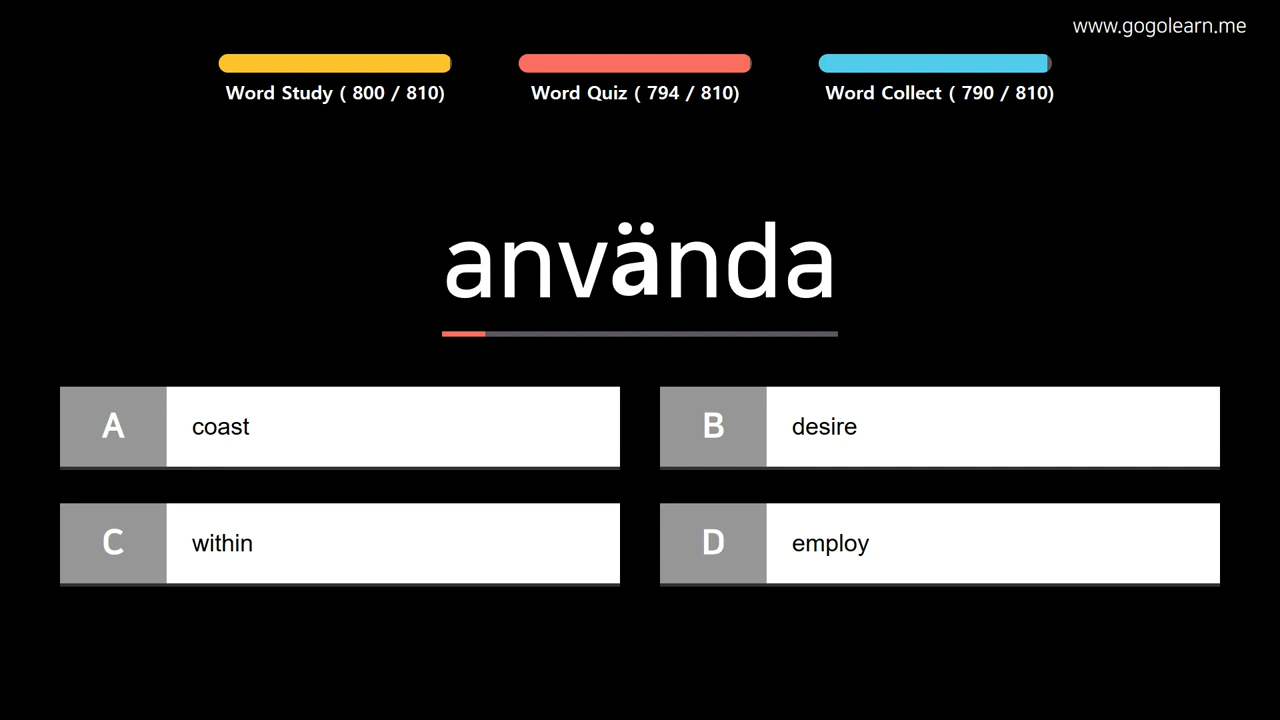 www.gogolearn.me
Word Study ( 800 / 810)
Word Quiz ( 794 / 810)
Word Collect ( 790 / 810)
använda
A coast
B desire
C within
D employ